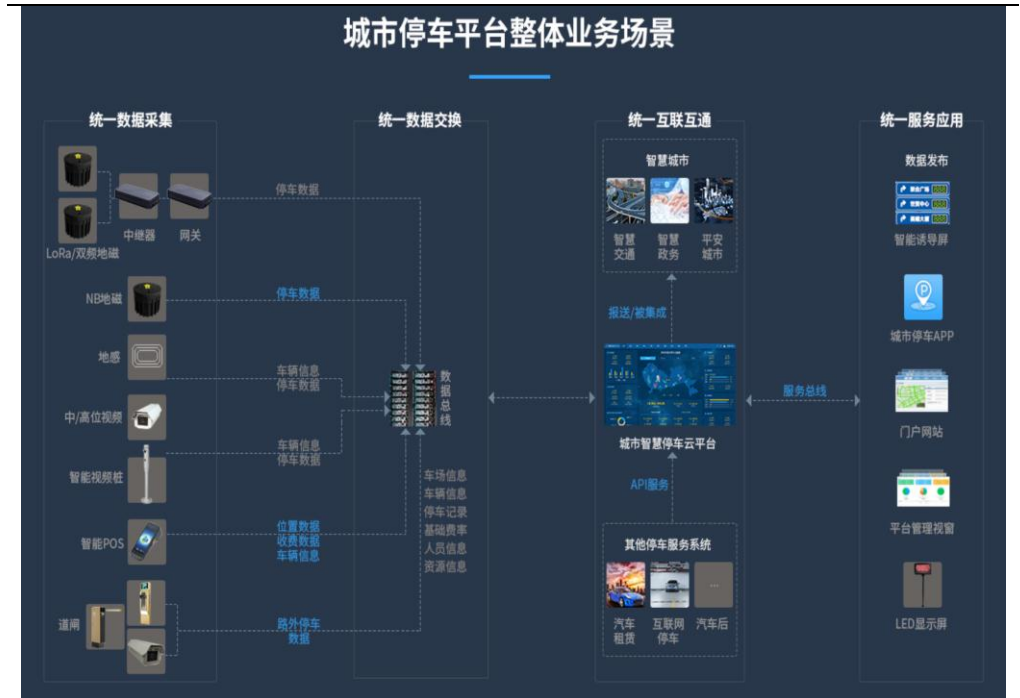 城市停车平台整体业务场景
统一数据采集
LoRa/双频地磁
中继器
网关
NB地磁
地感
中/高位视频
智能视频桩
智能POS
道闸
统一数据交换
停车数据
停车数据
车辆信息
停车数据
车辆信息
停车数据
位置数据
收费数据
车辆信息
路外停车
数据
数据总线
车场信息
车辆信息
停车记录
基础费率
人员信息
资源信息
统一互联互通
智慧城市
智慧
交通
智慧
政务
平安
城市
报送/被集成
城市智慧停车云平台
API服务
其他停车服务系统
汽车
租赁
互联网
停车
汽车后
服务总线
统一服务应用
数据发布
智能诱导屏
城市停车APP
门户网站
平台管理视窗
LED显示屏